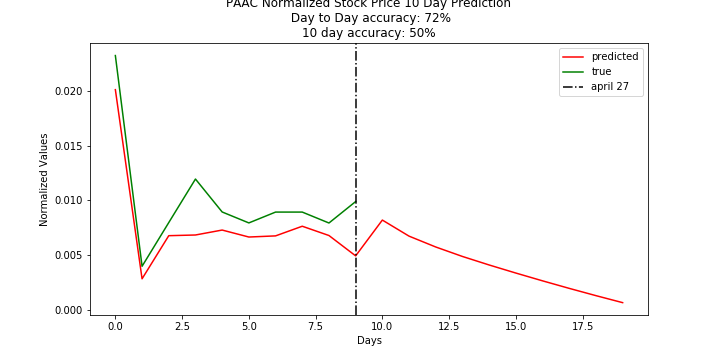 PAAC Normalized Stock Price 10 Day Prediction
Day to Day accuracy: 72%
10 day accuracy: 50%
predicted
true
april 27
Normalized Values
0.020
0.015
0.010
0.005
0.000
0.0 2.5 5.0 7.5 10.0 12.5 15.0 17.5
Days